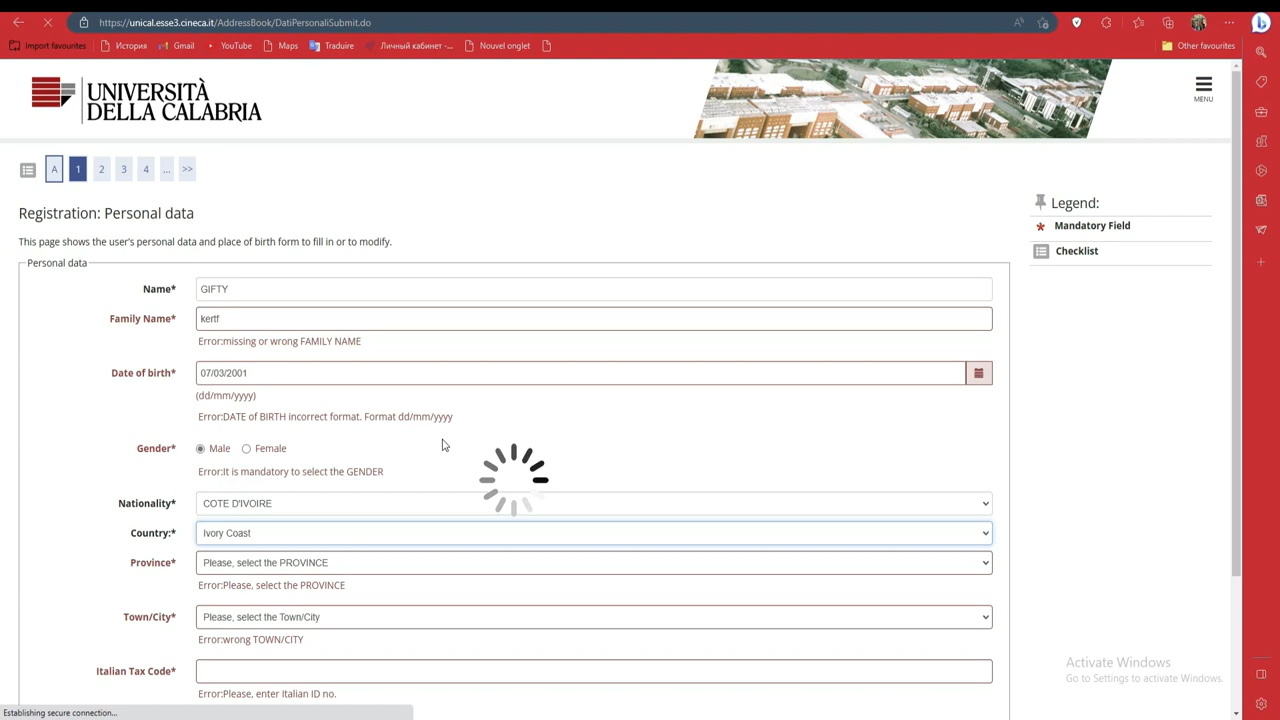 https://unical.esse3.cineca.it/AddressBook/DatiPersonaliSubmit.do
Import favourites История Gmail YouTube Maps Traduire Личный кабинет -... Nouvel onglet Other favourites
UNIVERSITÀ
DELLA CALABRIA
MENU
A 1 2 3 4 ... >>
Registration: Personal data
This page shows the user's personal data and place of birth form to fill in or to modify.
Personal data
Name* GIFTY
Family Name* kertf
Error:missing or wrong FAMILY NAME
Date of birth* 07/03/2001
(dd/mm/yyyy)
Error:DATE of BIRTH incorrect format. Format dd/mm/yyyy
Gender* Male Female
Error:It is mandatory to select the GENDER
Nationality* COTE D'IVOIRE
Country:* Ivory Coast
Province* Please, select the PROVINCE
Error:Please, select the PROVINCE
Town/City* Please, select the Town/City
Error:wrong TOWN/CITY
Italian Tax Code*
Error:Please, enter Italian ID no.
Legend:
* Mandatory Field
Checklist
Activate Windows
Go to Settings to activate Windows.
Establishing secure connection...